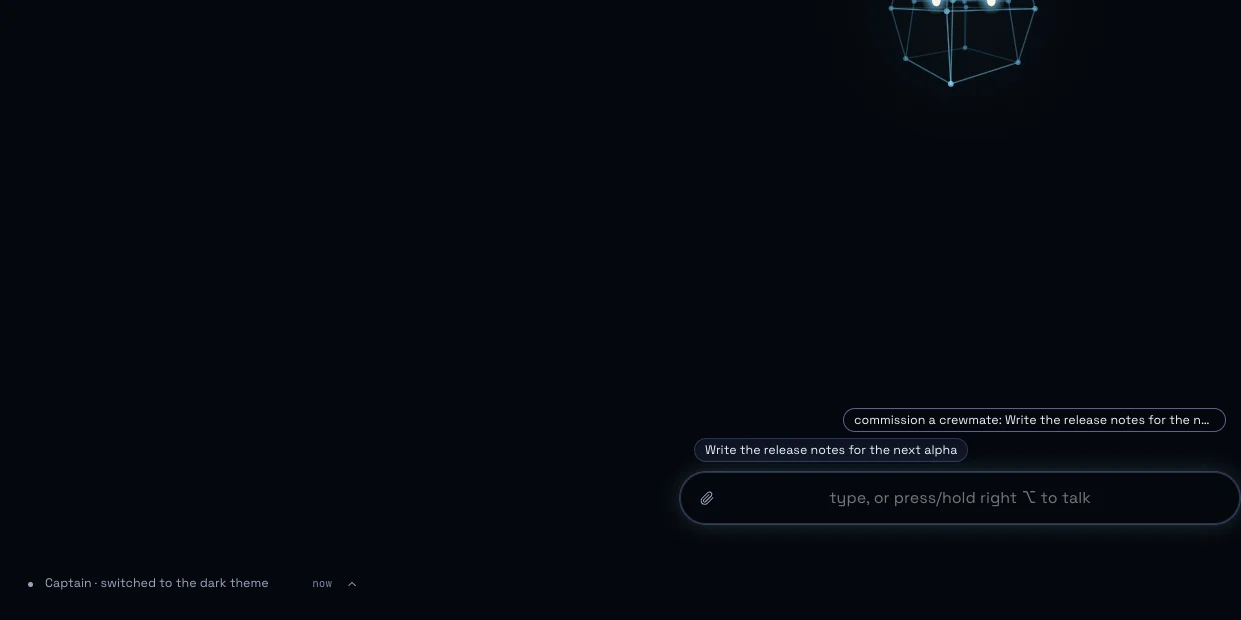 commission a crewmate: Write the release notes for the n...
Write the release notes for the next alpha
type, or press/hold right ⌥ to talk
Captain · switched to the dark theme now